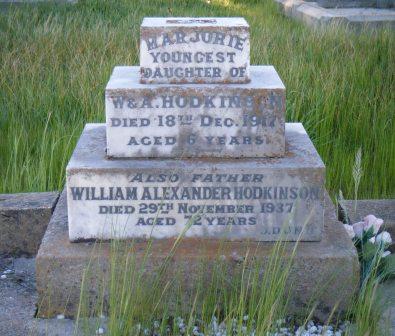 MARJORIE
YOUNGEST
DAUGHTER OF
W & A. HODKINSON
DIED 18TH DEC. 1917
AGED 6 YEARS
ALSO FATHER
WILLIAM ALEXANDER HODKINSON
DIED 29TH NOVEMBER 1937
AGED 72 YEARS